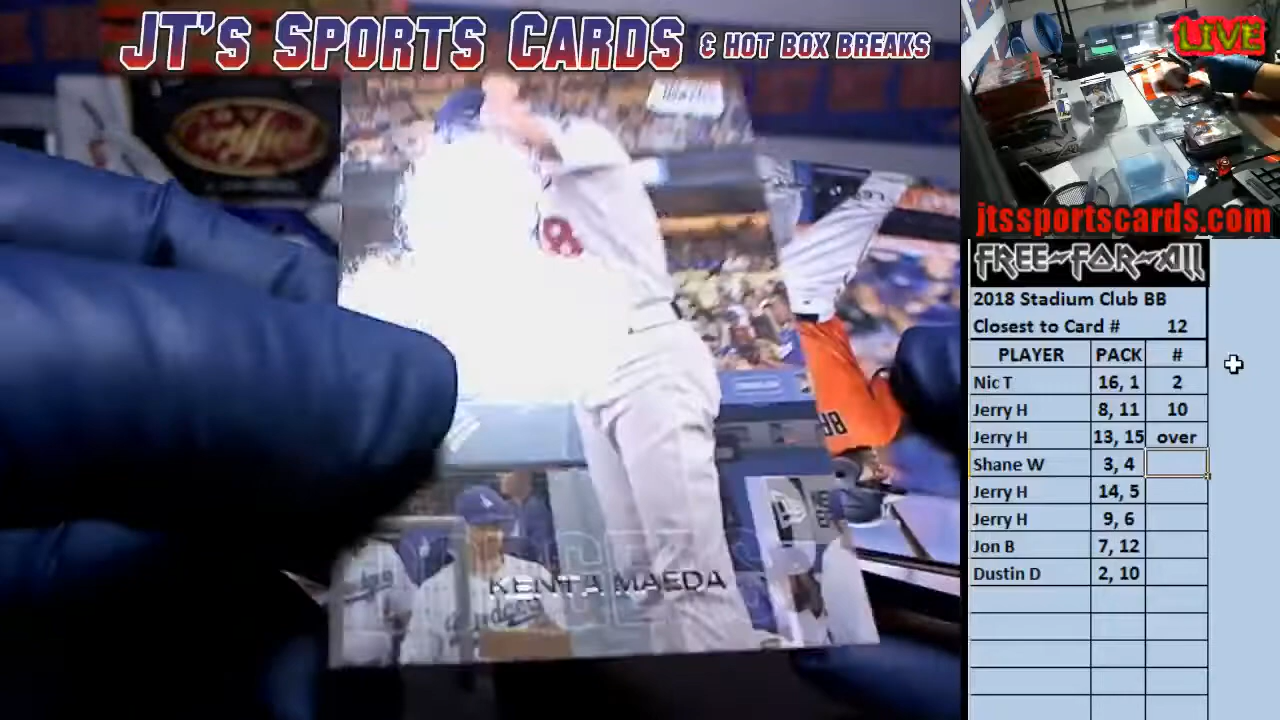 JT's SPORTS CARDS & HOT BOX BREAKS
LIVE
jtssportscards.com
FREE-FOR-ALL
2018 Stadium Club BB
Closest to Card # 12
PLAYER PACK #
Nic T 16, 1 2
Jerry H 8, 11 10
Jerry H 13, 15 over
Shane W 3, 4
Jerry H 14, 5
Jerry H 9, 6
Jon B 7, 12
Dustin D 2, 10
8
KENTA MAEDA